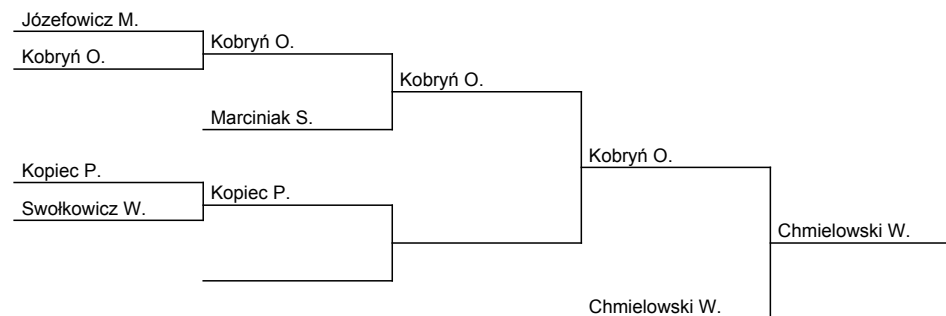 Józefowicz M.
Kobryń O.
Kobryń O.
Kobryń O.
Marciniak S.
Kobryń O.
Kopiec P.
Kopiec P.
Swołkowicz W.
Chmielowski W.
Chmielowski W.